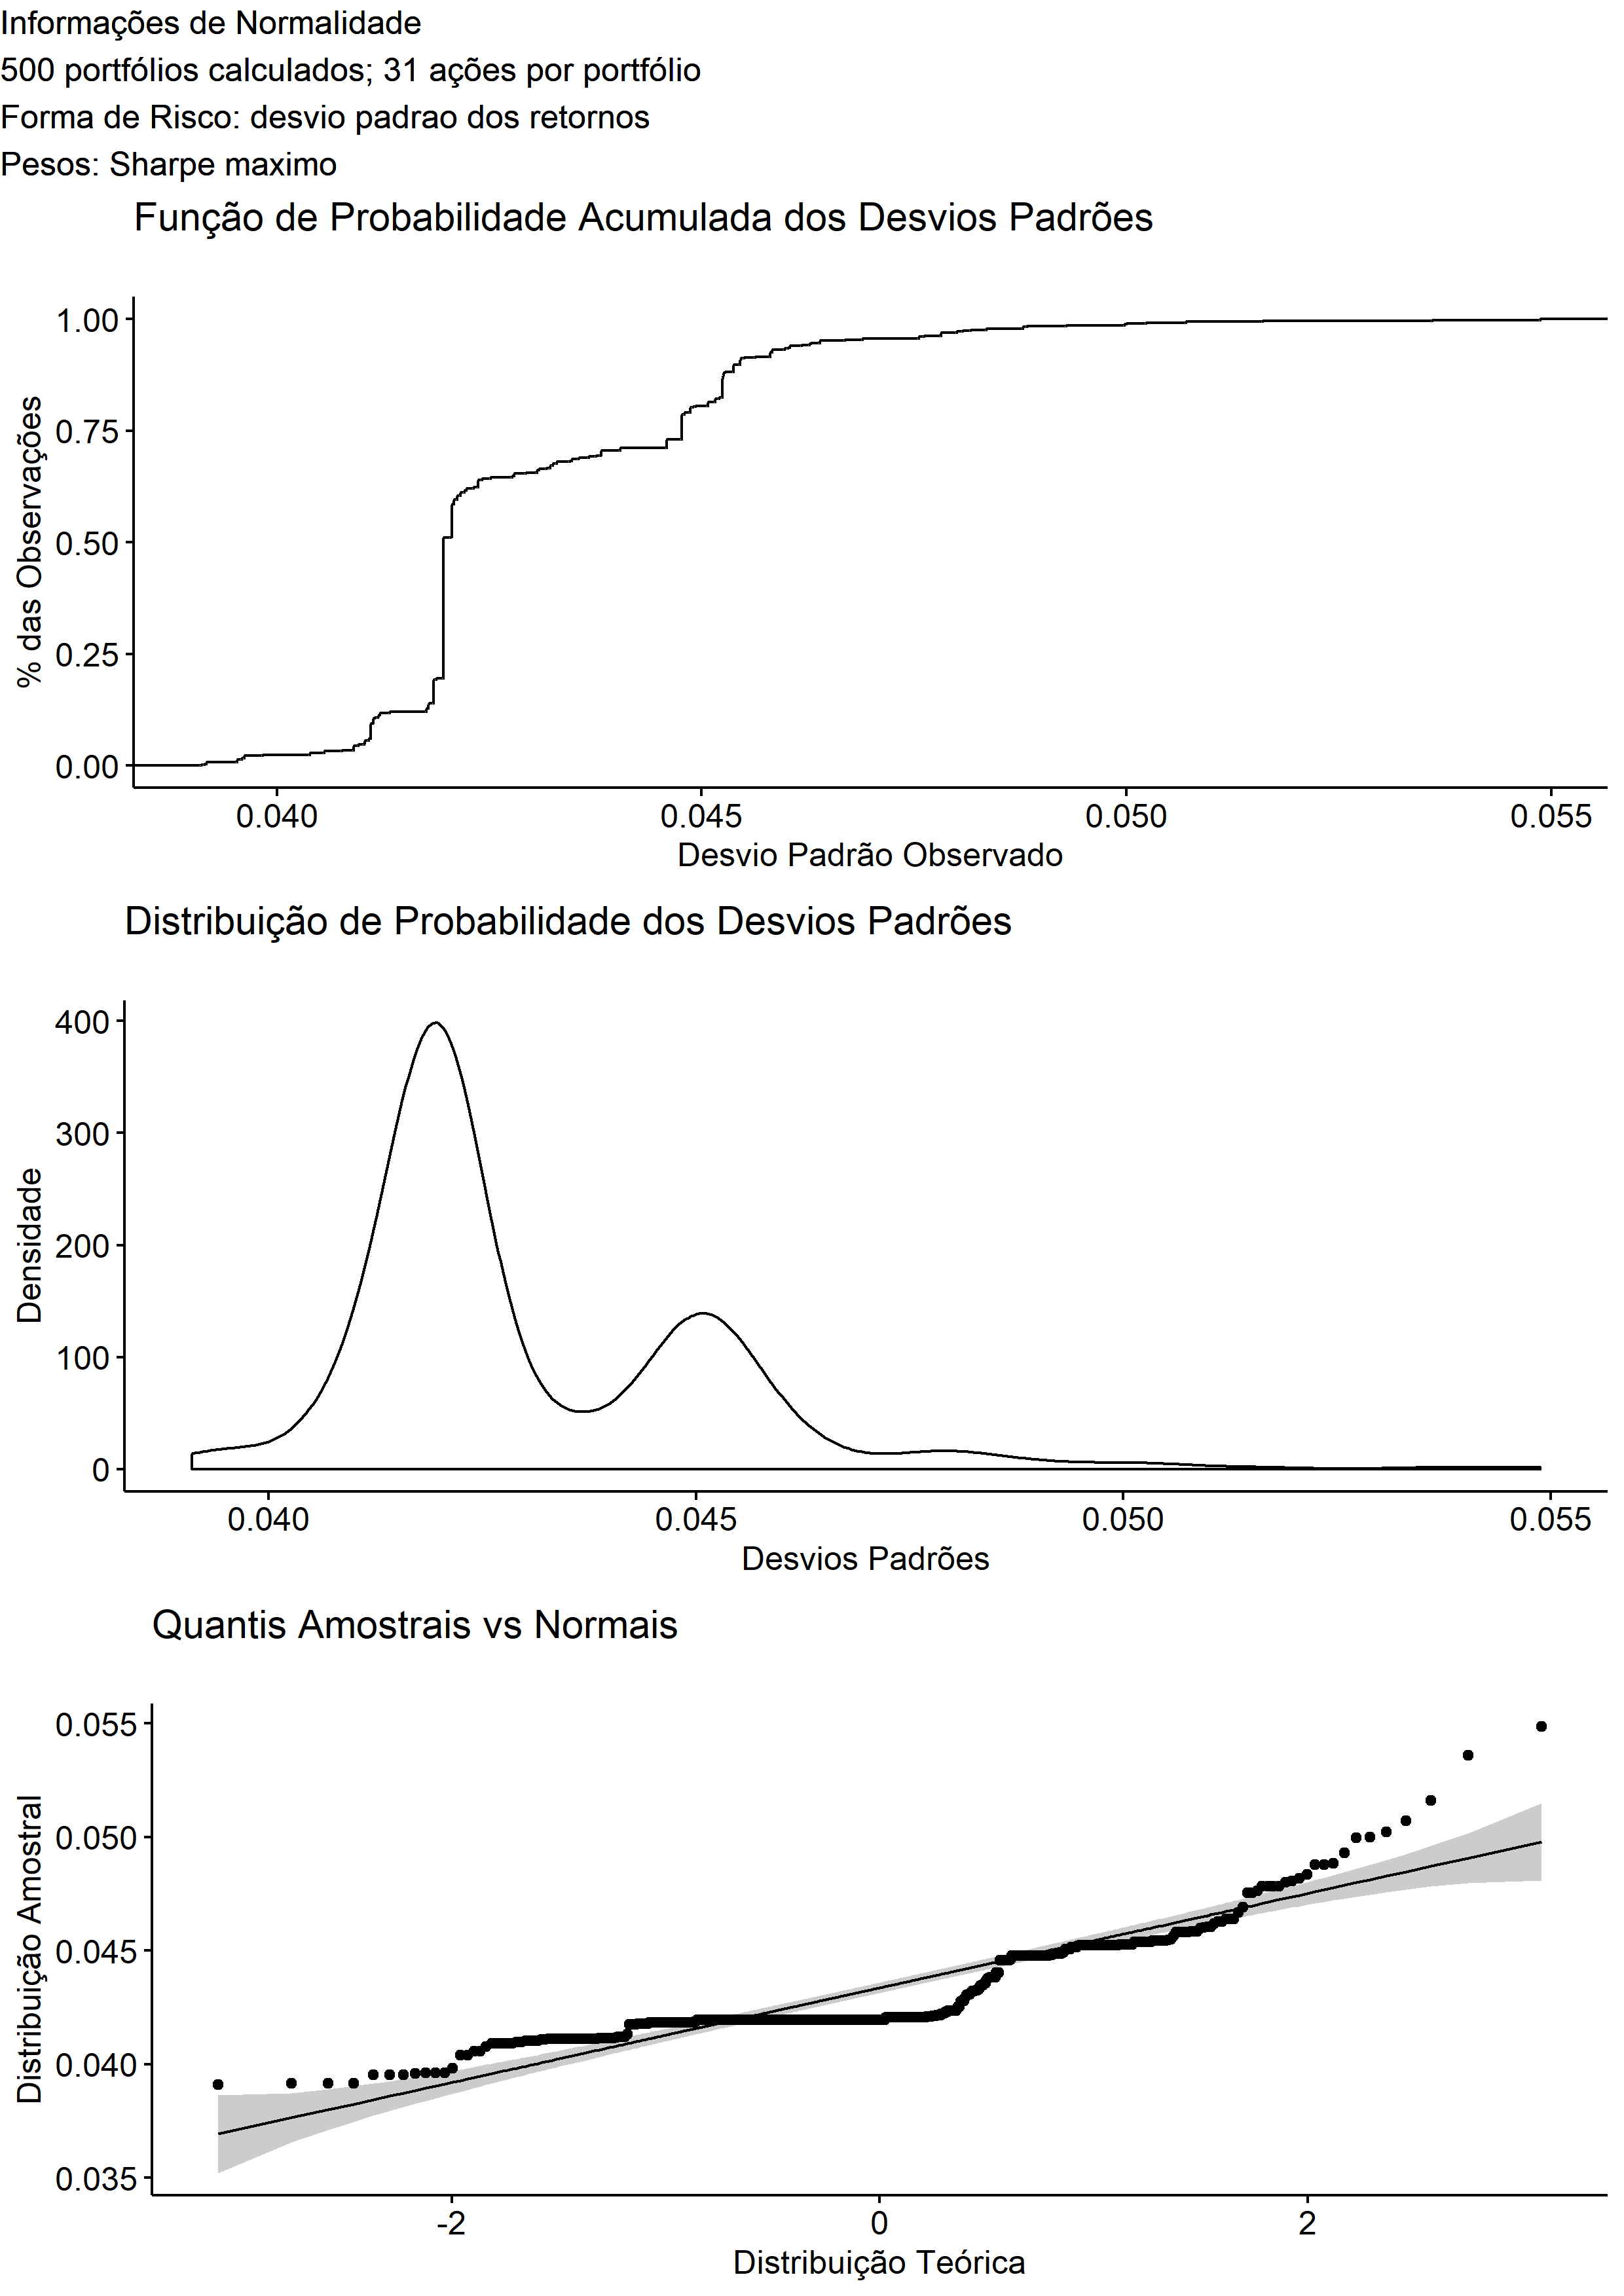 Informações de Normalidade
500 portfólios calculados; 31 ações por portfólio
Forma de Risco: desvio padrao dos retornos
Pesos: Sharpe maximo
Função de Probabilidade Acumulada dos Desvios Padrões
% das Observações
1.00
0.75
0.50
0.25
0.00
0.040 0.045 0.050 0.055
Desvio Padrão Observado
Distribuição de Probabilidade dos Desvios Padrões
Densidade
400
300
200
100
0
0.040 0.045 0.050 0.055
Desvios Padrões
Quantis Amostrais vs Normais
Distribuição Amostral
0.055
0.050
0.045
0.040
0.035
-2 0 2
Distribuição Teórica